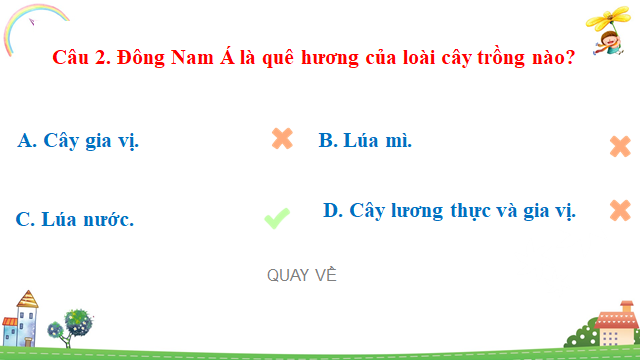 Câu 2. Đông Nam Á là quê hương của loài cây trồng nào?
A. Cây gia vị.
B. Lúa mì.
C. Lúa nước.
D. Cây lương thực và gia vị.
QUAY VỀ